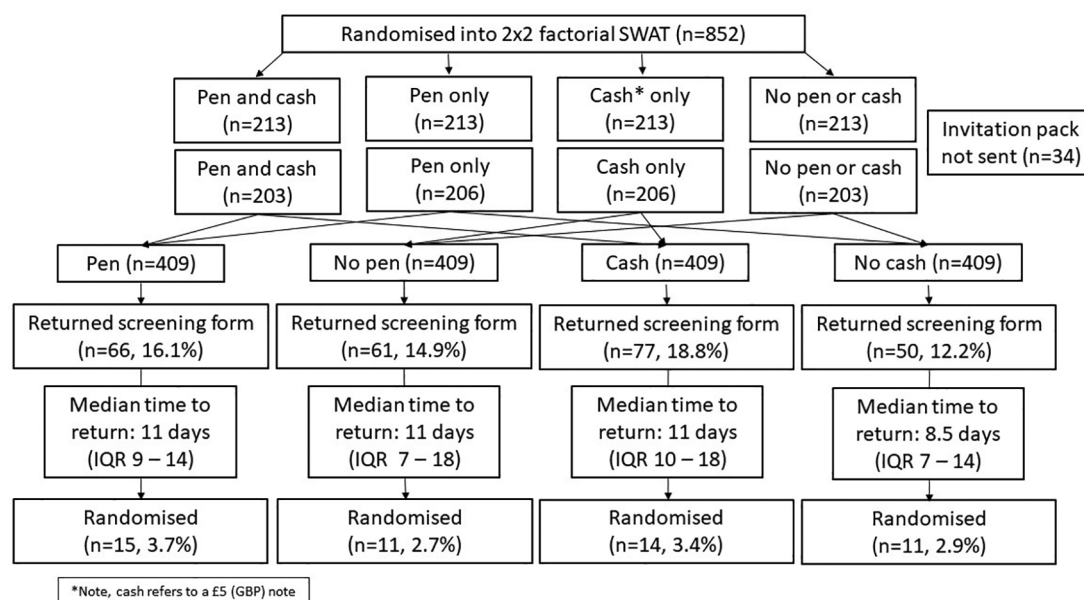 Randomised into 2x2 factorial SWAT (n=852)
Pen and cash
(n=213)
Pen only
(n=213)
Cash* only
(n=213)
No pen or cash
(n=213)
Invitation pack
not sent (n=34)
Pen and cash
(n=203)
Pen only
(n=206)
Cash only
(n=206)
No pen or cash
(n=203)
Pen (n=409)
No pen (n=409)
Cash (n=409)
No cash (n=409)
Returned screening form
(n=66, 16.1%)
Returned screening form
(n=61, 14.9%)
Returned screening form
(n=77, 18.8%)
Returned screening form
(n=50, 12.2%)
Median time to
return: 11 days
(IQR 9 – 14)
Median time to
return: 11 days
(IQR 7 – 18)
Median time to
return: 11 days
(IQR 10 – 18)
Median time to
return: 8.5 days
(IQR 7 – 14)
Randomised
(n=15, 3.7%)
Randomised
(n=11, 2.7%)
Randomised
(n=14, 3.4%)
Randomised
(n=11, 2.9%)
*Note, cash refers to a £5 (GBP) note